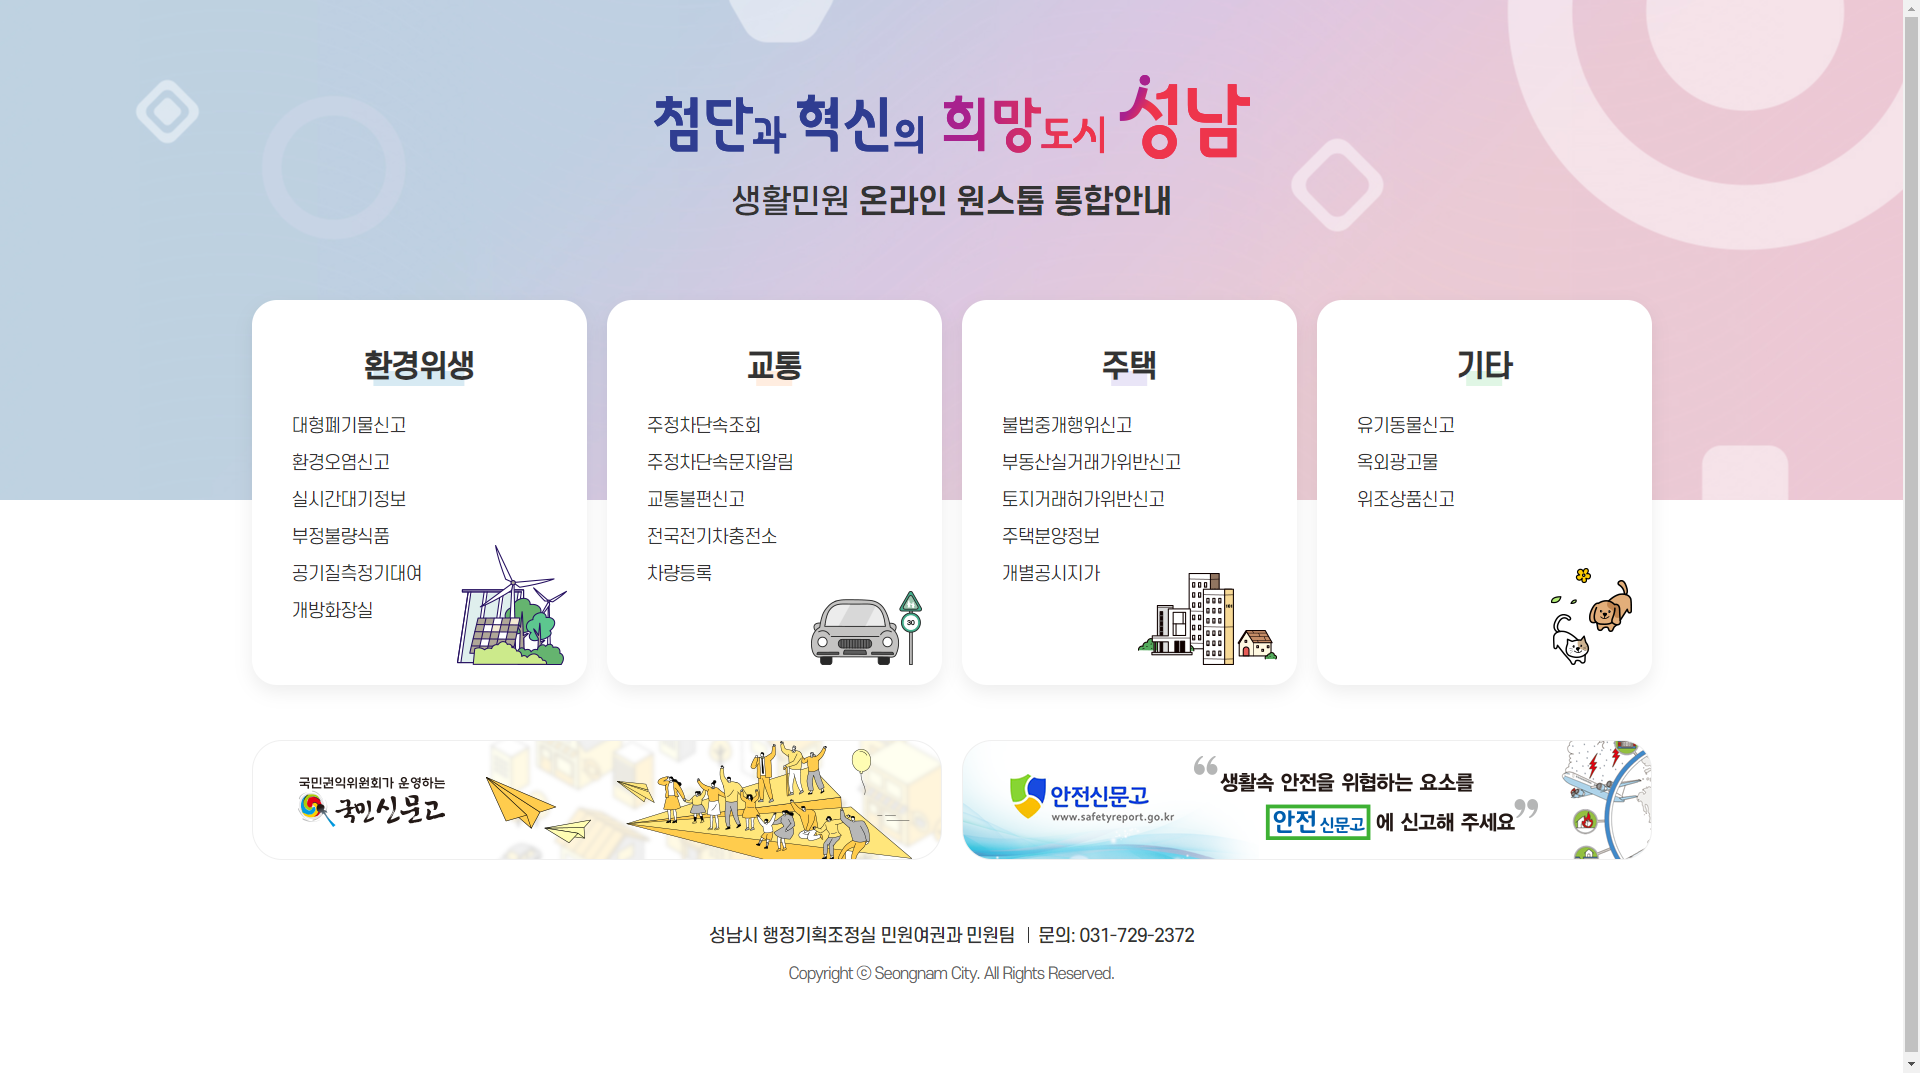 첨단과 혁신의 희망도시 성남
생활민원 온라인 원스톱 통합안내
환경위생
대형폐기물신고
환경오염신고
실시간대기정보
부정불량식품
공기질측정기대여
개방화장실
교통
주정차단속조회
주정차단속문자알림
교통불편신고
전국전기차충전소
차량등록
30
주택
불법중개행위신고
부동산실거래가위반신고
토지거래허가위반신고
주택분양정보
개별공시지가
기타
유기동물신고
옥외광고물
위조상품신고
국민권익위원회가 운영하는
국민신문고
안전신문고
www.safetyreport.go.kr
“생활속 안전을 위협하는 요소를
안전신문고에 신고해 주세요”
성남시 행정기획조정실 민원여권과 민원팀 | 문의: 031-729-2372
Copyright ⓒ Seongnam City. All Rights Reserved.